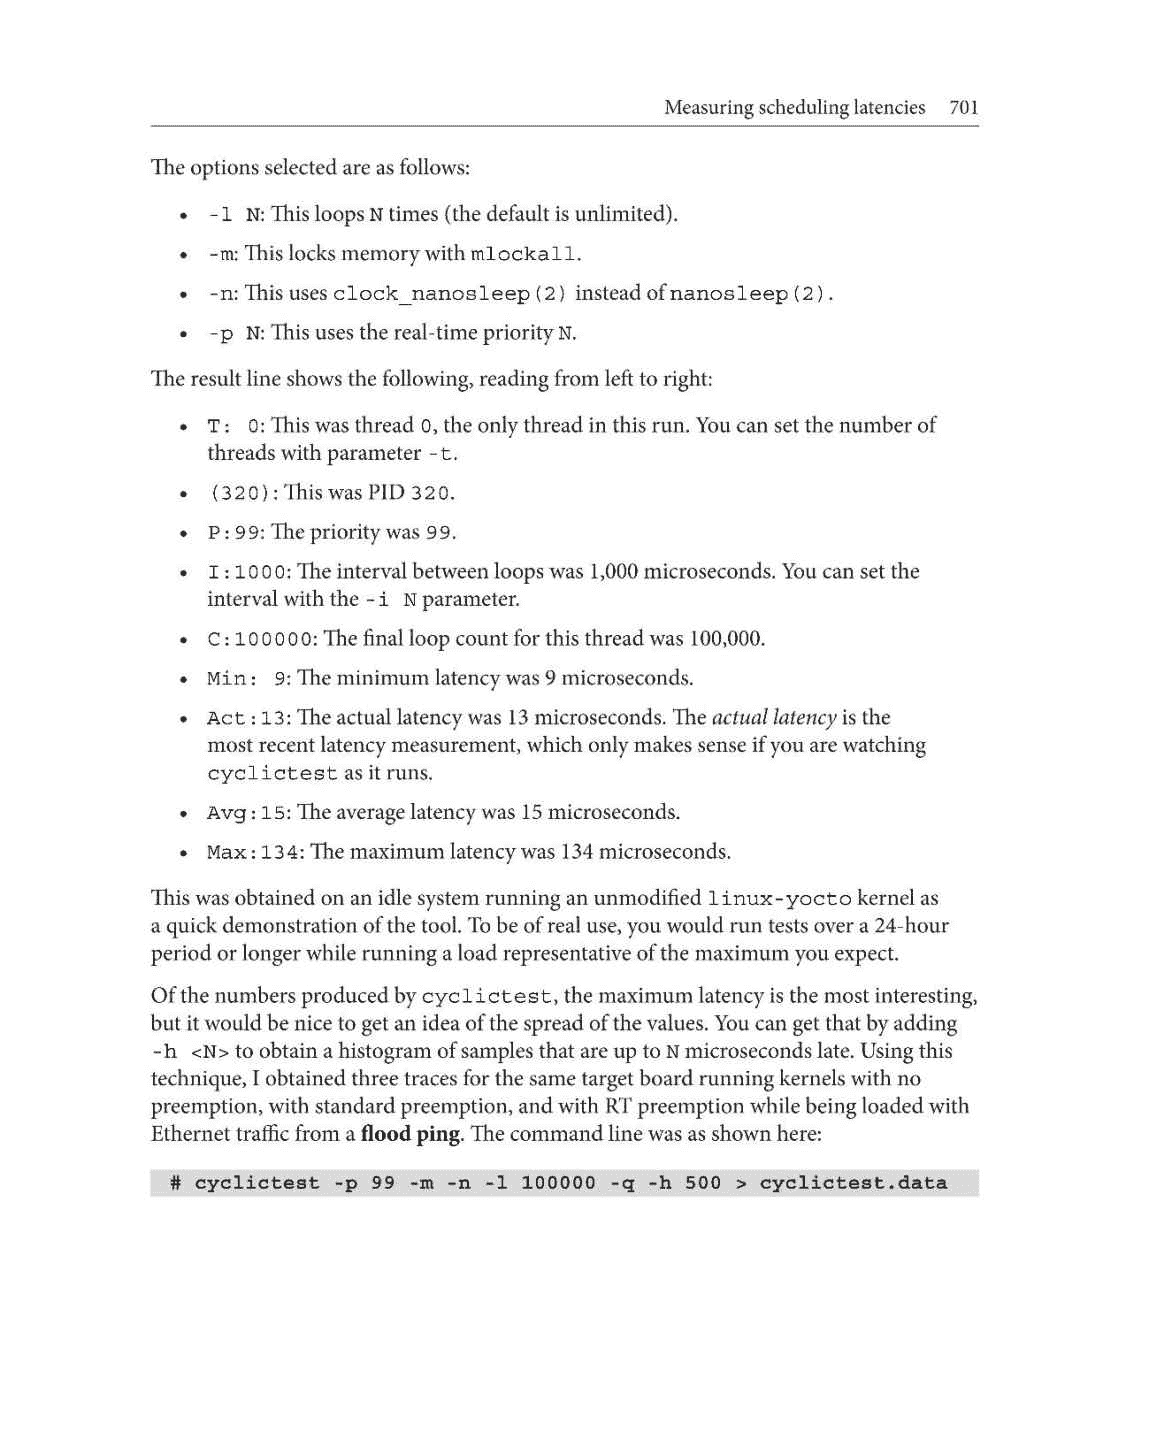 Measuring scheduling latencies 701
The options selected are as follows:
• -l N: This loops N times (the default is unlimited).
• -m: This locks memory with mlockall.
• -n: This uses clock_nanosleep(2) instead of nanosleep(2).
• -p N: This uses the real-time priority N.
The result line shows the following, reading from left to right:
• T: 0: This was thread 0, the only thread in this run. You can set the number of
threads with parameter -t.
• (320): This was PID 320.
• P:99: The priority was 99.
• I:1000: The interval between loops was 1,000 microseconds. You can set the
interval with the -i N parameter.
• C:100000: The final loop count for this thread was 100,000.
• Min: 9: The minimum latency was 9 microseconds.
• Act:13: The actual latency was 13 microseconds. The actual latency is the
most recent latency measurement, which only makes sense if you are watching
cyclictest as it runs.
• Avg:15: The average latency was 15 microseconds.
• Max:134: The maximum latency was 134 microseconds.
This was obtained on an idle system running an unmodified linux-yocto kernel as
a quick demonstration of the tool. To be of real use, you would run tests over a 24-hour
period or longer while running a load representative of the maximum you expect.
Of the numbers produced by cyclictest, the maximum latency is the most interesting,
but it would be nice to get an idea of the spread of the values. You can get that by adding
-h <N> to obtain a histogram of samples that are up to N microseconds late. Using this
technique, I obtained three traces for the same target board running kernels with no
preemption, with standard preemption, and with RT preemption while being loaded with
Ethernet traffic from a flood ping. The command line was as shown here:
# cyclictest -p 99 -m -n -l 100000 -q -h 500 > cyclictest.data